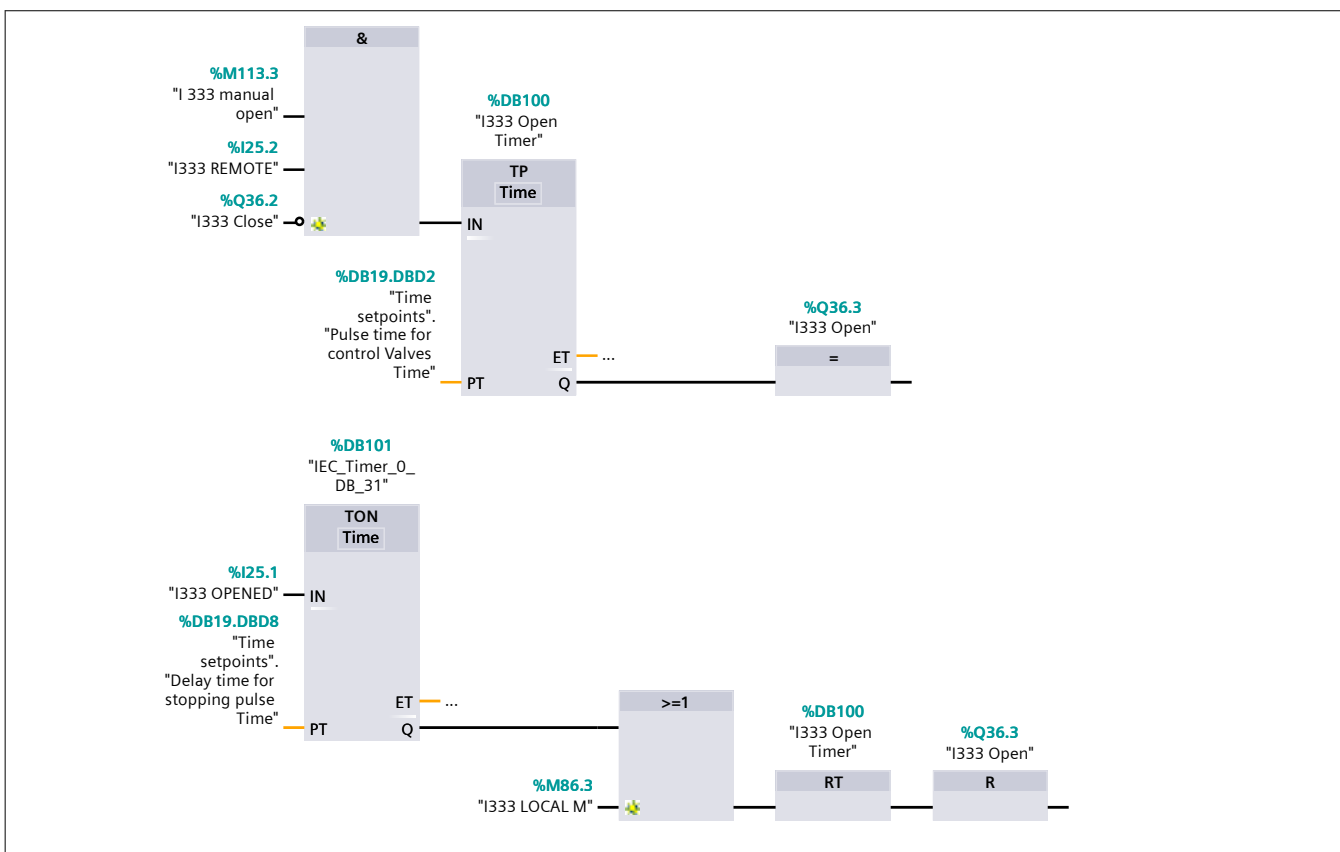 &
%M113.3
"I 333 manual
open"
%I25.2
"I333 REMOTE"
%Q36.2
"I333 Close"
%DB100
"I333 Open
Timer"
TP
Time
IN
%DB19.DBD2
"Time
setpoints".
"Pulse time for
control Valves
Time"
PT
ET
...
Q
%Q36.3
"I333 Open"
=
%DB101
"IEC_Timer_0_
DB_31"
TON
Time
%I25.1
"I333 OPENED"
IN
%DB19.DBD8
"Time
setpoints".
"Delay time for
stopping pulse
Time"
PT
ET
...
Q
>=1
%M86.3
"I333 LOCAL M"
%DB100
"I333 Open
Timer"
RT
%Q36.3
"I333 Open"
R